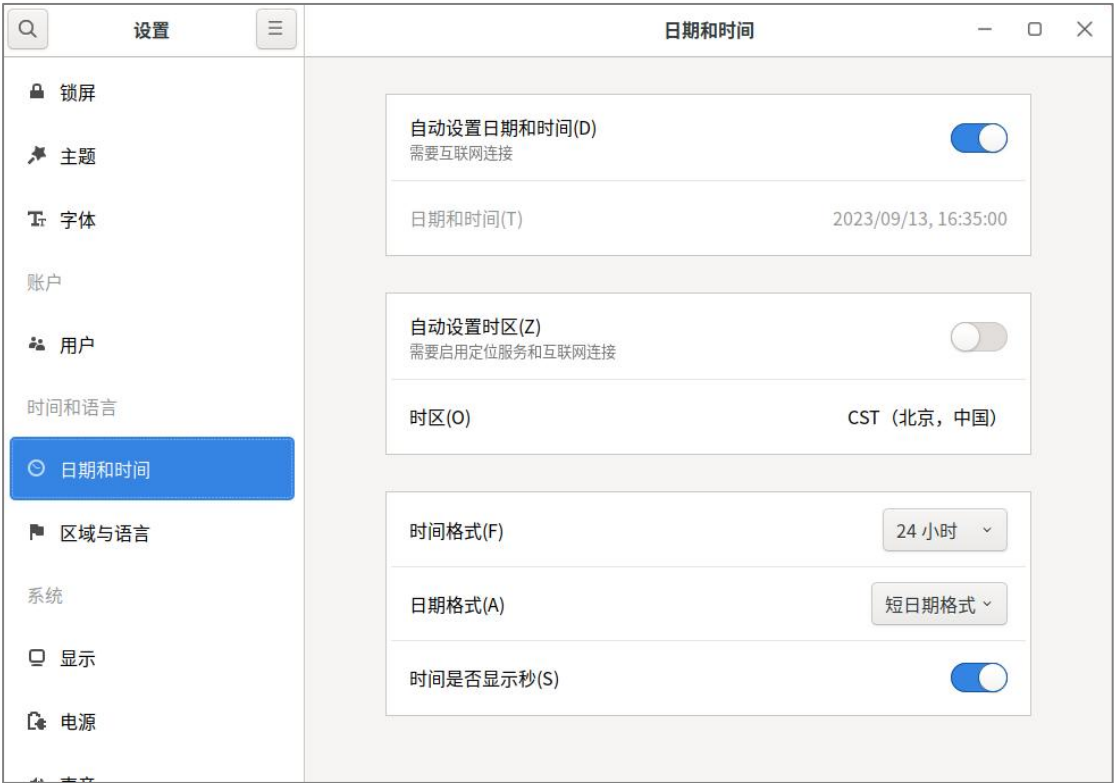 设置
日期和时间
锁屏
主题
字体
账户
用户
时间和语言
日期和时间
区域与语言
系统
显示
电源
自动设置日期和时间(D)
需要互联网连接
日期和时间(T) 2023/09/13, 16:35:00
自动设置时区(Z)
需要启用定位服务和互联网连接
时区(O) CST（北京，中国）
时间格式(F) 24 小时
日期格式(A) 短日期格式
时间是否显示秒(S)